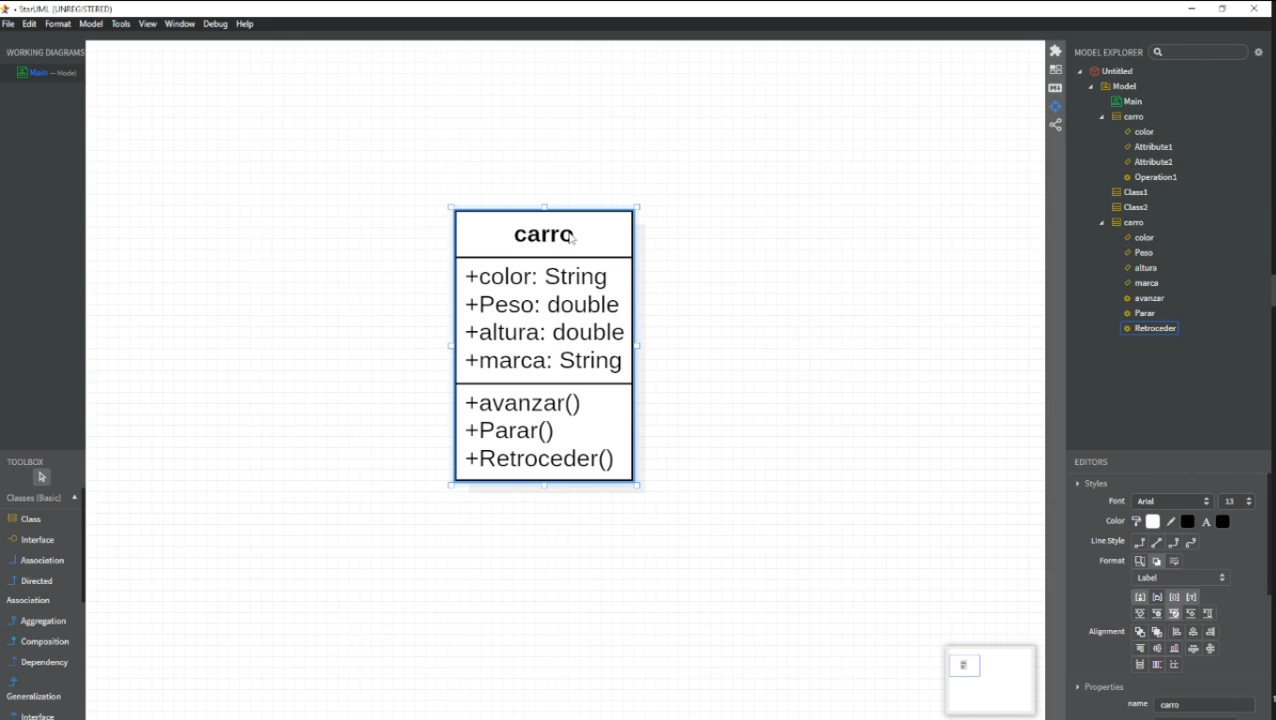 StarUML (UNREGISTERED)
File Edit Format Model Tools View Window Debug Help
WORKING DIAGRAMS
Main — Model
carro
+color: String
+Peso: double
+altura: double
+marca: String
+avanzar()
+Parar()
+Retroceder()
TOOLBOX
Classes (Basic)
Class
Interface
Association
Directed
Association
Aggregation
Composition
Dependency
Generalization
Interface
MODEL EXPLORER
Untitled
Model
Main
carro
color
Attribute1
Attribute2
Operation1
Class1
Class2
carro
color
Peso
altura
marca
avanzar
Parar
Retroceder
EDITORS
Styles
Font Arial 13
Color
Line Style
Format
Label
Alignment
Properties
name carro